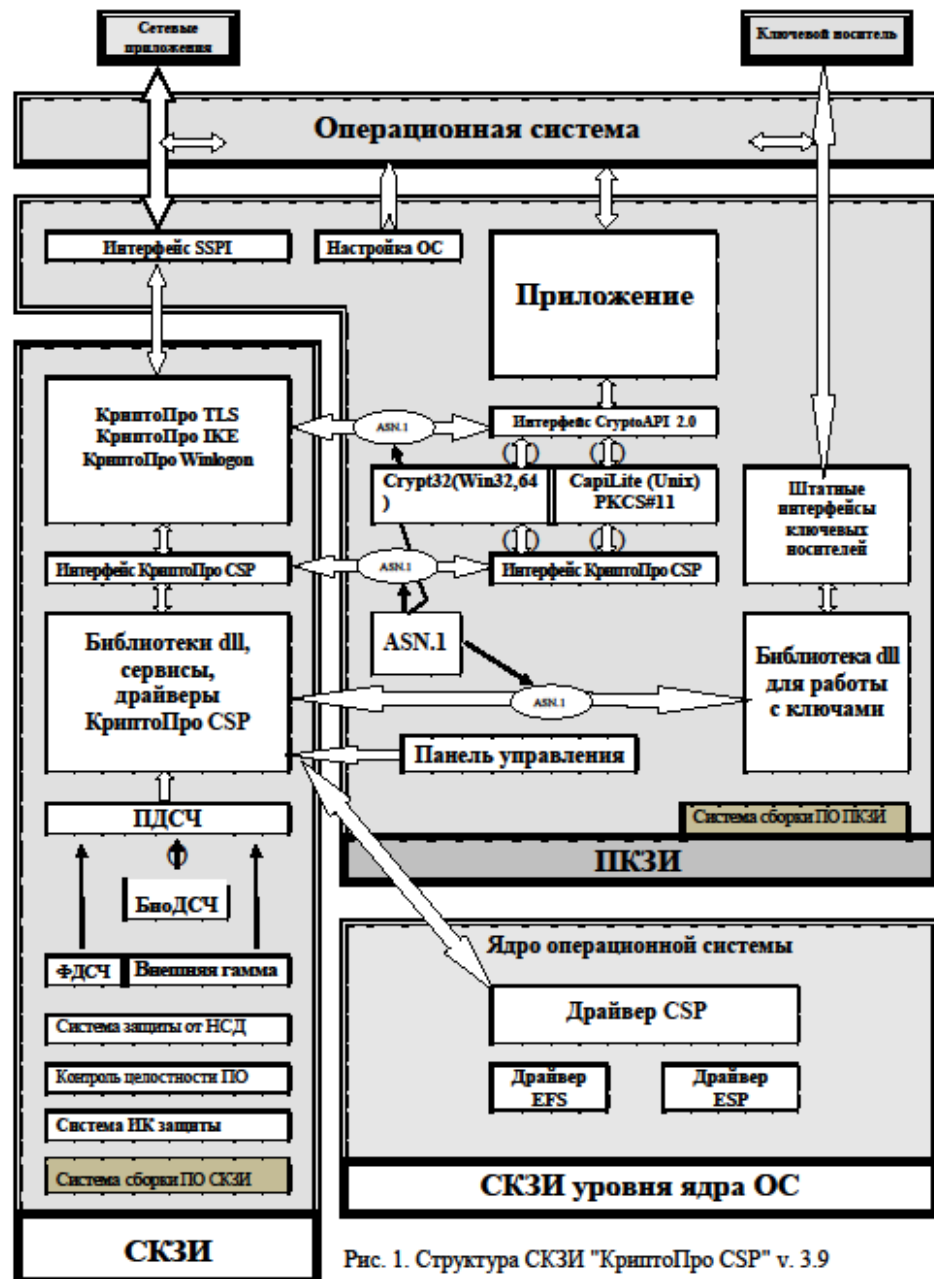 Сетевые
приложения
Ключевой носитель
Операционная система
Интерфейс SSPI
Настройка ОС
Приложение
КриптоПро TLS
КриптоПро IKE
КриптоПро Winlogon
ASN.1
Интерфейс CryptoAPI 2.0
Crypt32(Win32,64
)
CapiLite (Unix)
PKCS#11
Штатные
интерфейсы
ключевых
носителей
Интерфейс КриптоПро CSP
ASN.1
Интерфейс КриптоПро CSP
Библиотеки dll,
сервисы,
драйверы
КриптоПро CSP
ASN.1
Библиотека dll
для работы
с ключами
ASN.1
Панель управления
ПДСЧ
Система сборки ПО ПКЗИ
ПКЗИ
БиоДСЧ
Ядро операционной системы
ФДСЧ
Внешняя гамма
Драйвер CSP
Система защиты от НСД
Контроль целостности ПО
Драйвер
EFS
Драйвер
ESP
Система ИК защиты
Система сборки ПО СКЗИ
СКЗИ уровня ядра ОС
СКЗИ
Рис. 1. Структура СКЗИ "КриптоПро CSP" v. 3.9